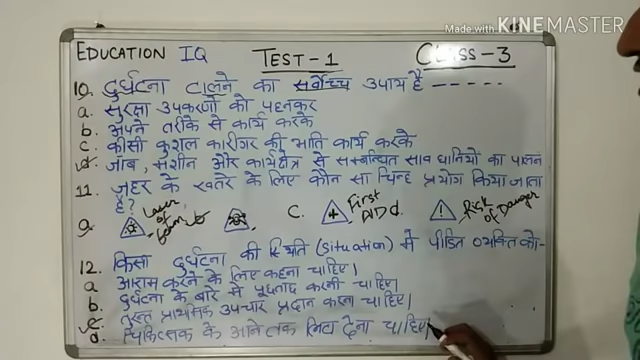 Made with KINEMASTER
EDUCATION IQ TEST-1 CLASS-3
10. दुर्घटना टालने का सर्वोच्च उपाय है -----
a. सुरक्षा उपकरणों को पहनकर
b. अपने तरीके से कार्य करके
c. कीसी कुशल कारीगर की भाति कार्य करके
d. जॉब, मशीन और कार्यक्षेत्र से सम्बन्धित सावधानियों का पालन
11. जहर के खतरे के लिए कौन सा चिन्ह प्रयोग किया जाता
है?
a. Laser of beam b. c. First AID d. Risk of Danger
12. किसी दुर्घटना की स्थिति (Situation) में पीडित व्यक्ति को-
a आराम करने के लिए कहना चाहिए।
b. दुर्घटना के बारे में पूछताछ करनी चाहिए।
c. तुरन्त प्राथमिक उपचार प्रदान करना चाहिए।
d. चिकित्सक के आने तक लिटा देना चाहिए।